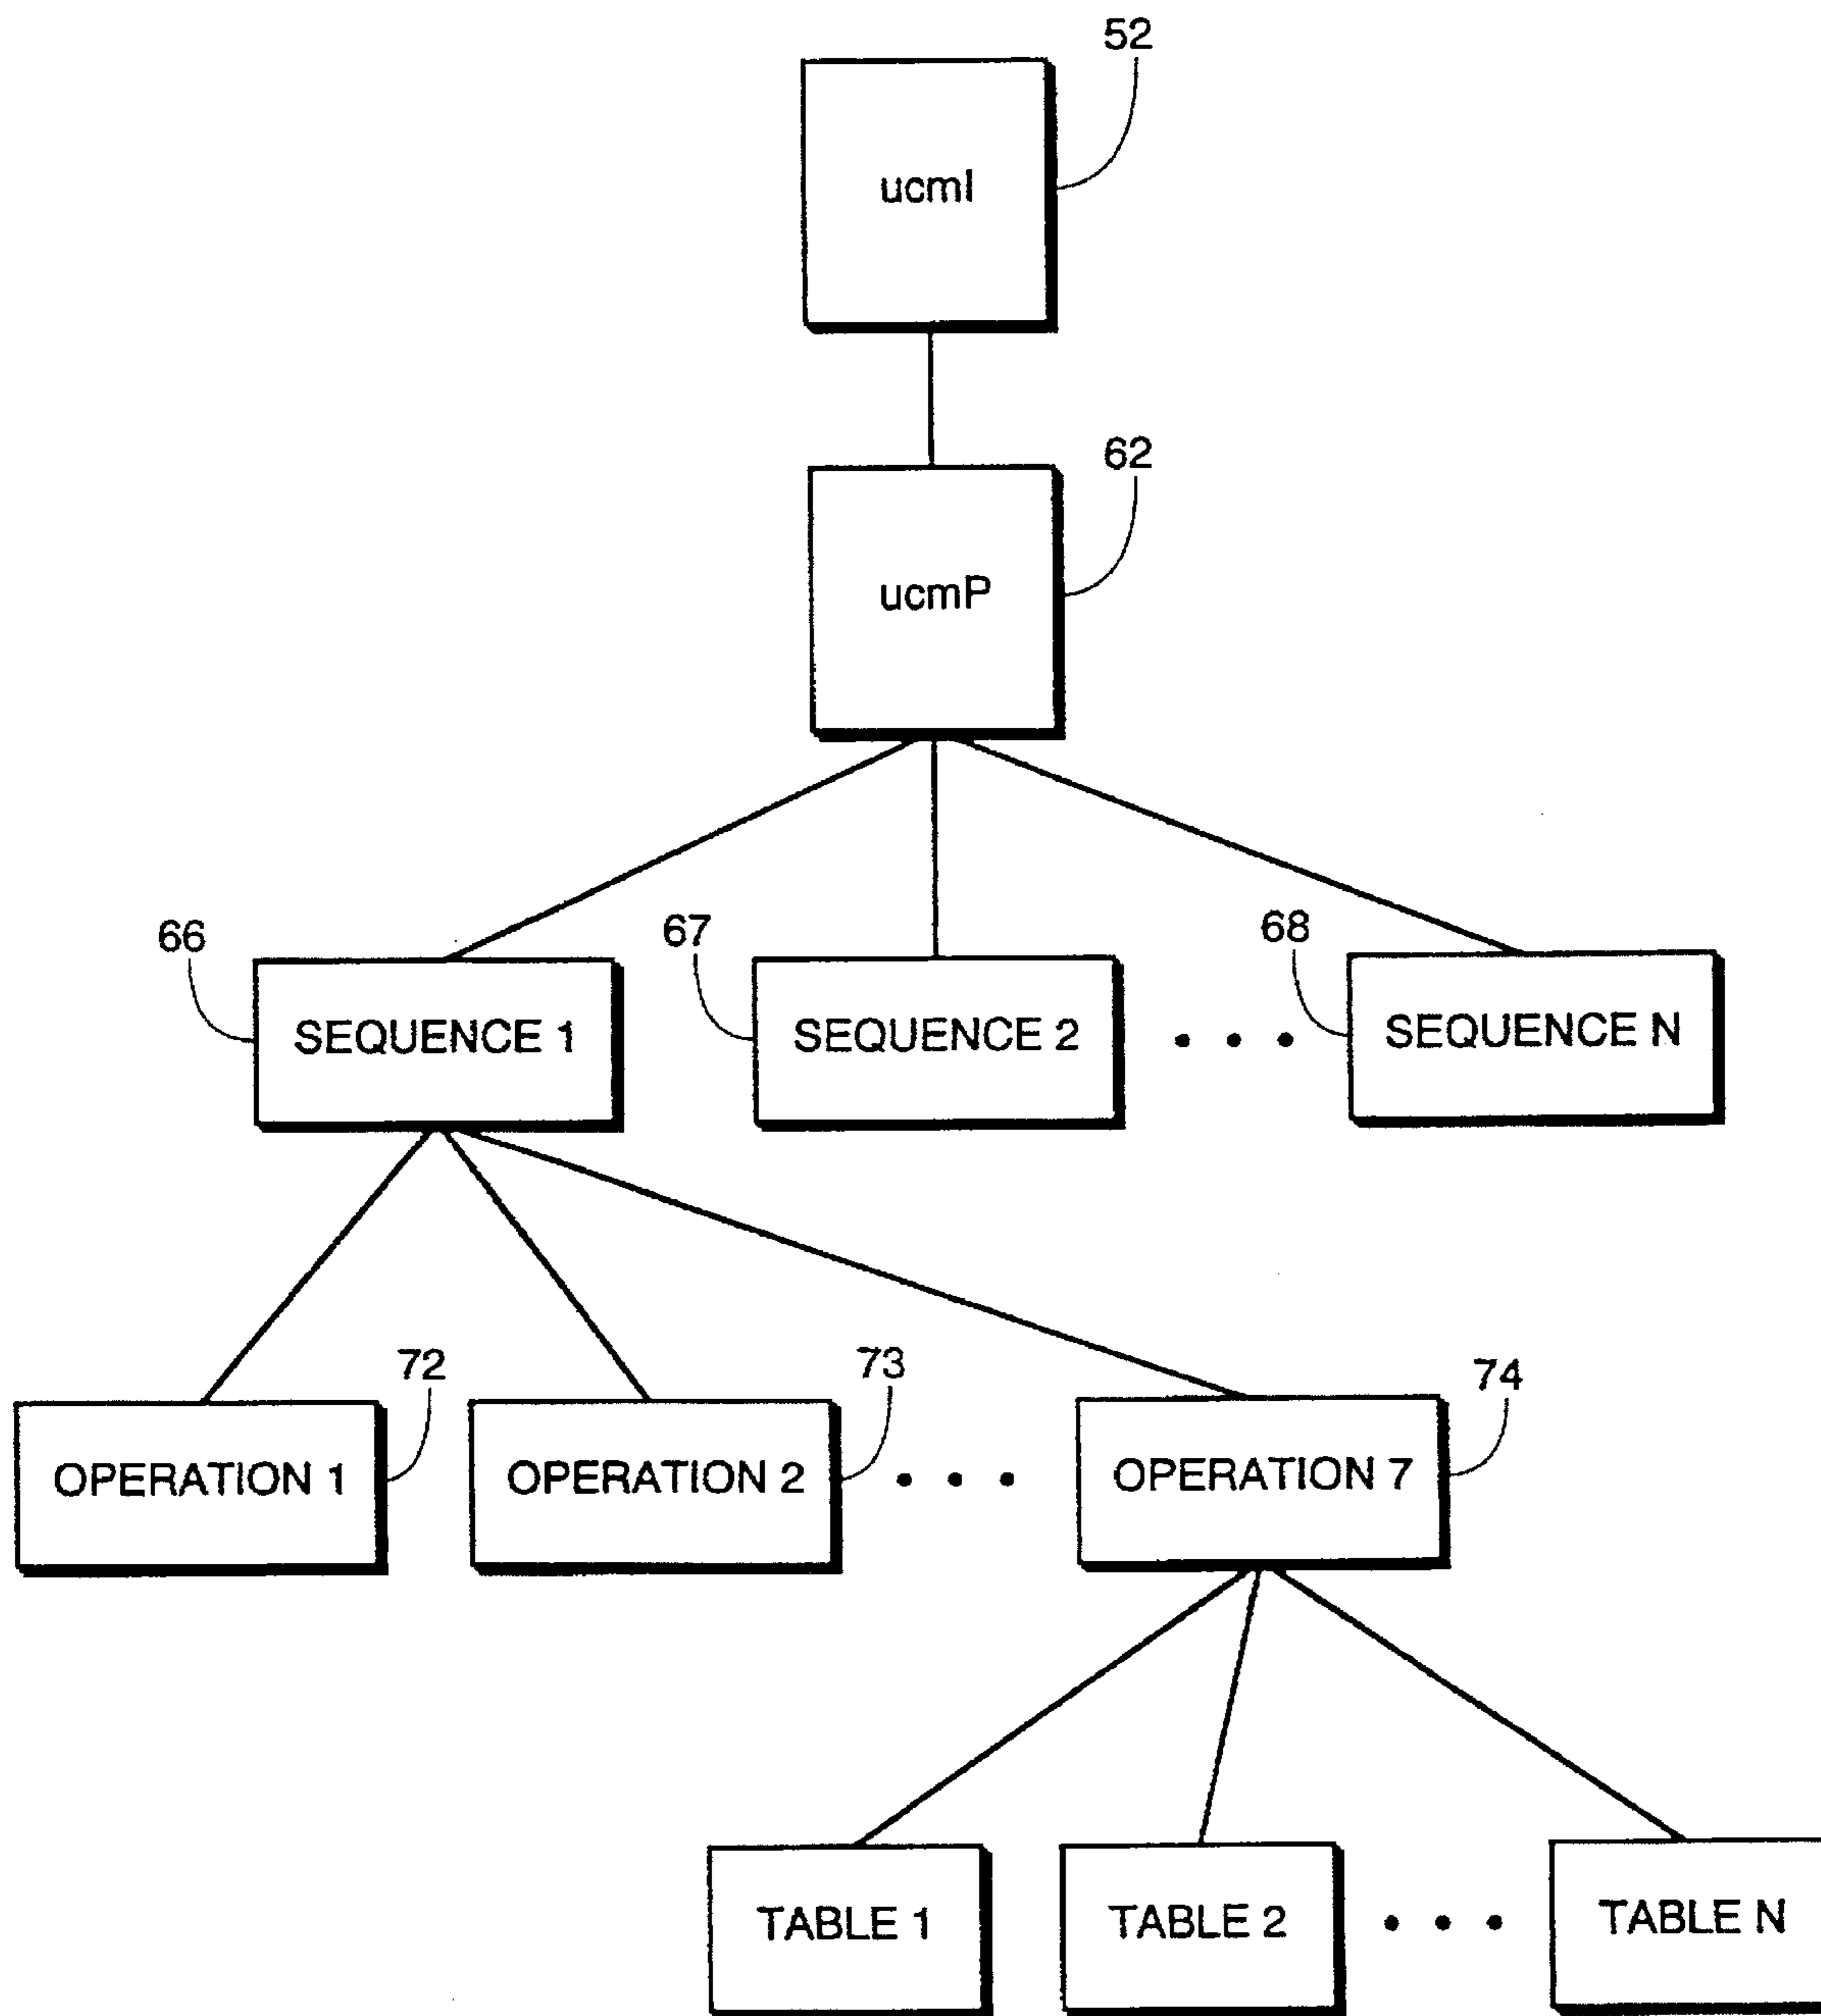 52
ucmI
62
ucmP
66
67
68
SEQUENCE 1
SEQUENCE 2
• • •
SEQUENCE N
72
73
74
OPERATION 1
OPERATION 2
• • •
OPERATION 7
TABLE 1
TABLE 2
• • •
TABLE N